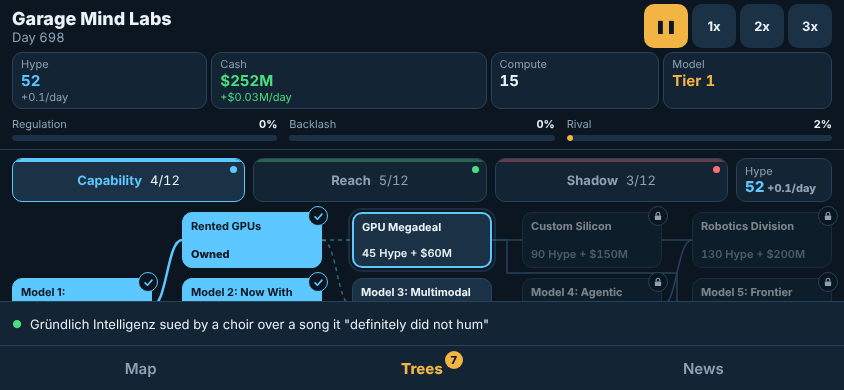 Garage Mind Labs
Day 698
❚❚ 1x 2x 3x
Hype
52
+0.1/day
Cash
$252M
+$0.03M/day
Compute
15
Model
Tier 1
Regulation 0%
Backlash 0%
Rival 2%
Capability 4/12
Reach 5/12
Shadow 3/12
Hype
52 +0.1/day
Rented GPUs
Owned
GPU Megadeal
45 Hype + $60M
Custom Silicon
90 Hype + $150M
Robotics Division
130 Hype + $200M
Model 1:
Model 2: Now With
Model 3: Multimodal
Model 4: Agentic
Model 5: Frontier
Gründlich Intelligenz sued by a choir over a song it "definitely did not hum"
Map
Trees 7
News